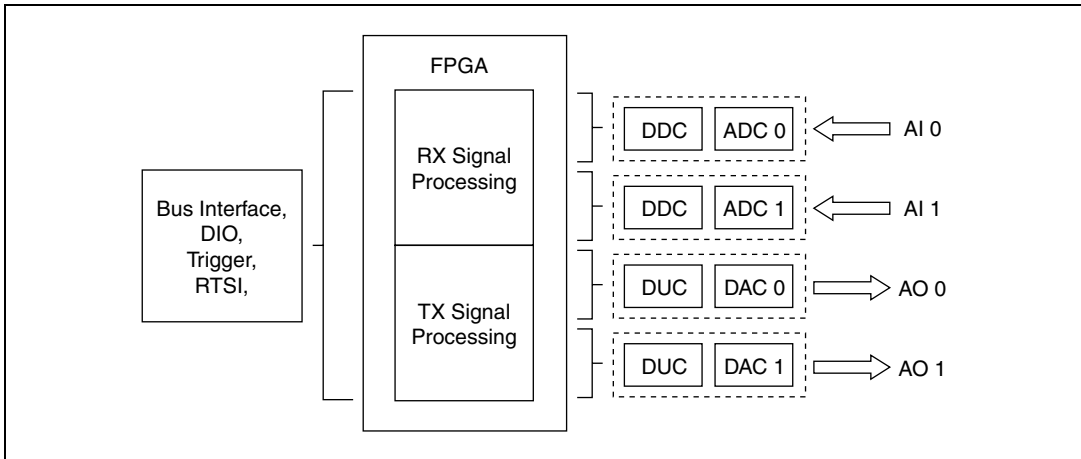 FPGA
Bus Interface,
DIO,
Trigger,
RTSI,
RX Signal
Processing
TX Signal
Processing
DDC
ADC 0
AI 0
DDC
ADC 1
AI 1
DUC
DAC 0
AO 0
DUC
DAC 1
AO 1